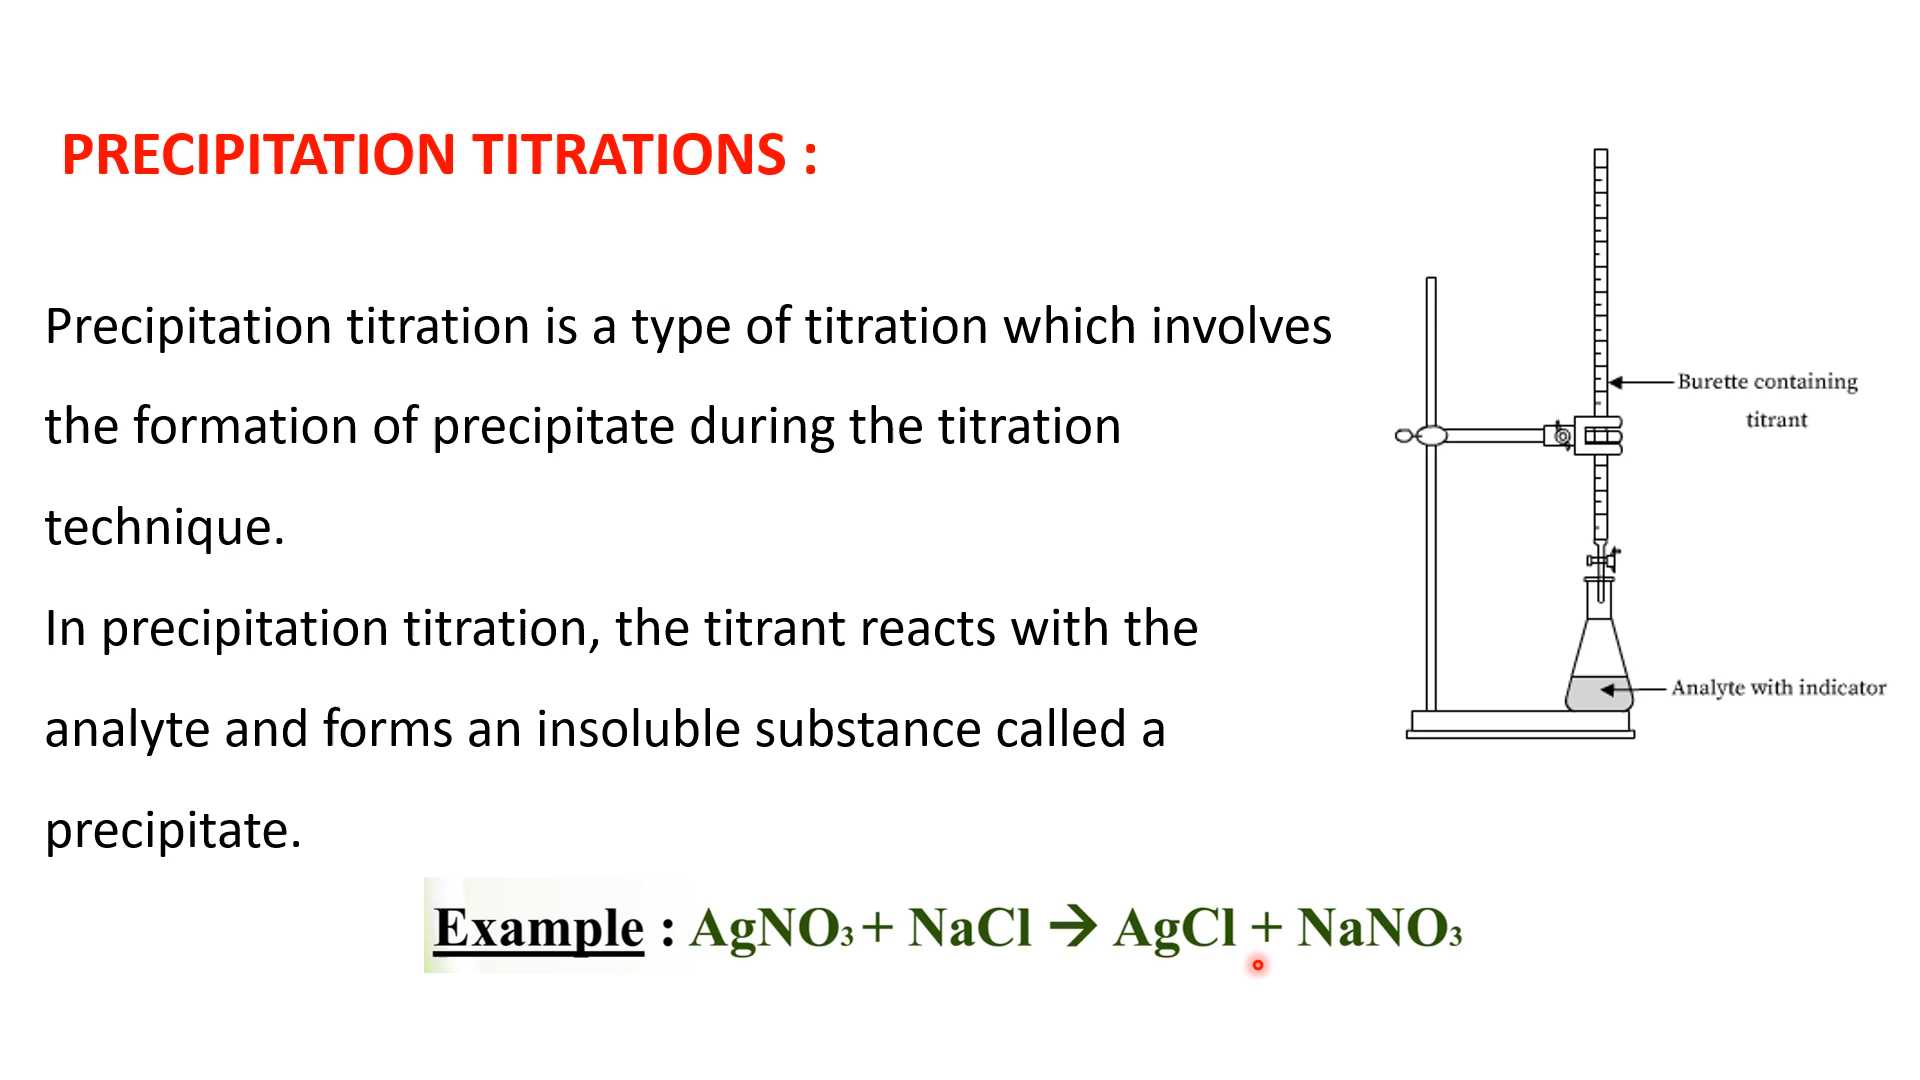 PRECIPITATION TITRATIONS :
Precipitation titration is a type of titration which involves
the formation of precipitate during the titration
technique.
In precipitation titration, the titrant reacts with the
analyte and forms an insoluble substance called a
precipitate.
Example : AgNO₃ + NaCl → AgCl + NaNO₃
Burette containing
titrant
Analyte with indicator